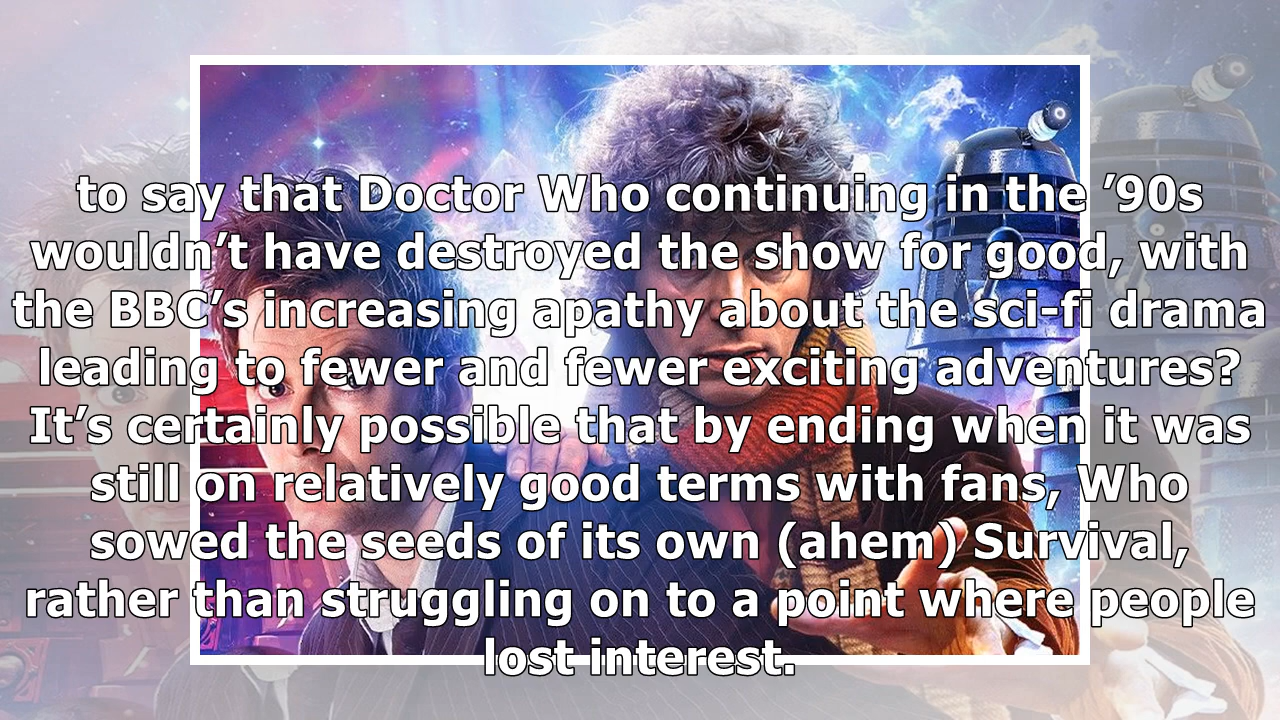 to say that Doctor Who continuing in the ’90s
wouldn’t have destroyed the show for good, with
the BBC’s increasing apathy about the sci-fi drama
leading to fewer and fewer exciting adventures?
It’s certainly possible that by ending when it was
still on relatively good terms with fans, Who
sowed the seeds of its own (ahem) Survival,
rather than struggling on to a point where people
lost interest.